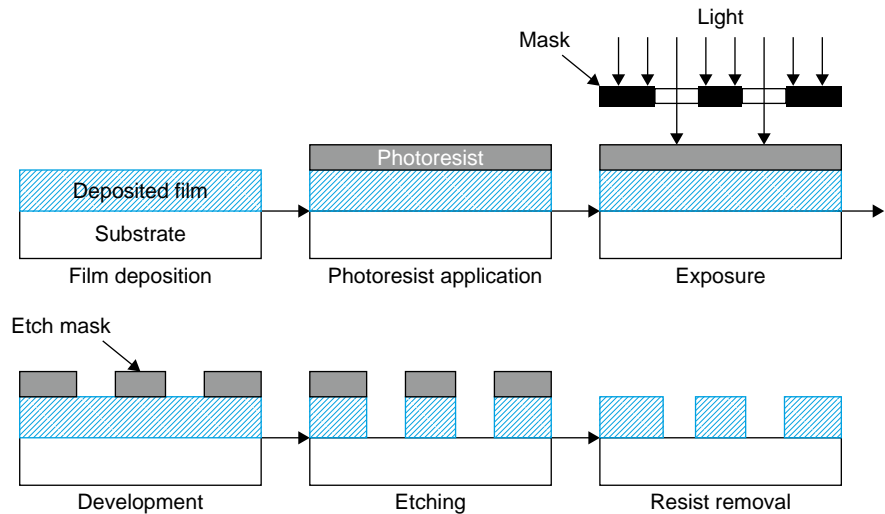 Light
Mask
Photoresist
Deposited film
Substrate
Film deposition
Photoresist application
Exposure
Etch mask
Development
Etching
Resist removal